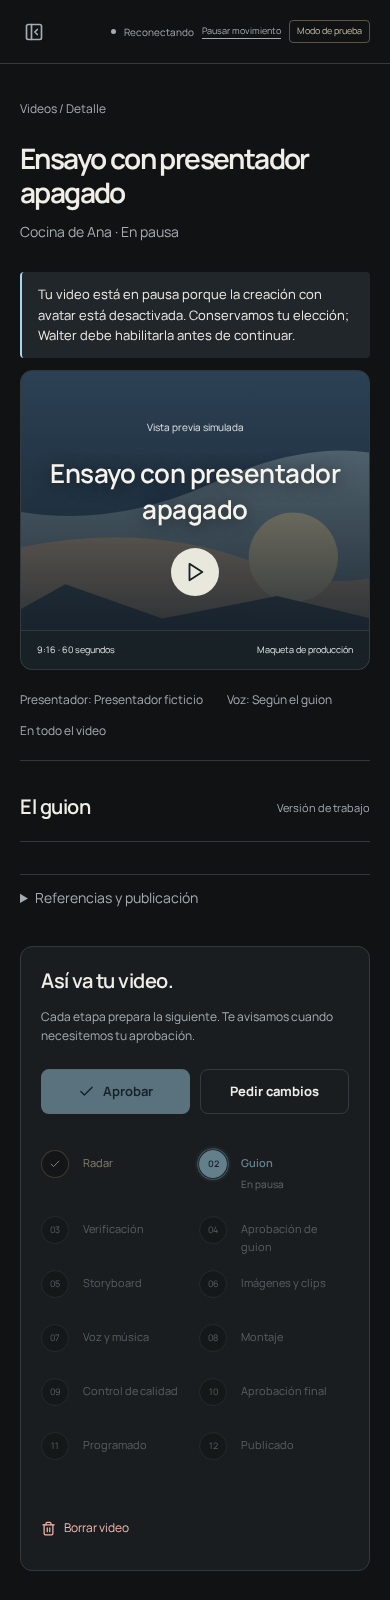 Reconectando Pausar movimiento Modo de prueba
Videos / Detalle
Ensayo con presentador
apagado
Cocina de Ana · En pausa
Tu video está en pausa porque la creación con
avatar está desactivada. Conservamos tu elección;
Walter debe habilitarla antes de continuar.
Vista previa simulada
Ensayo con presentador
apagado
9:16 · 60 segundos Maqueta de producción
Presentador: Presentador ficticio Voz: Según el guion
En todo el video
El guion Versión de trabajo
Referencias y publicación
Así va tu video.
Cada etapa prepara la siguiente. Te avisamos cuando
necesitemos tu aprobación.
Aprobar Pedir cambios
Radar 02 Guion
En pausa
03 Verificación 04 Aprobación de
guion
05 Storyboard 06 Imágenes y clips
07 Voz y música 08 Montaje
09 Control de calidad 10 Aprobación final
11 Programado 12 Publicado
Borrar video